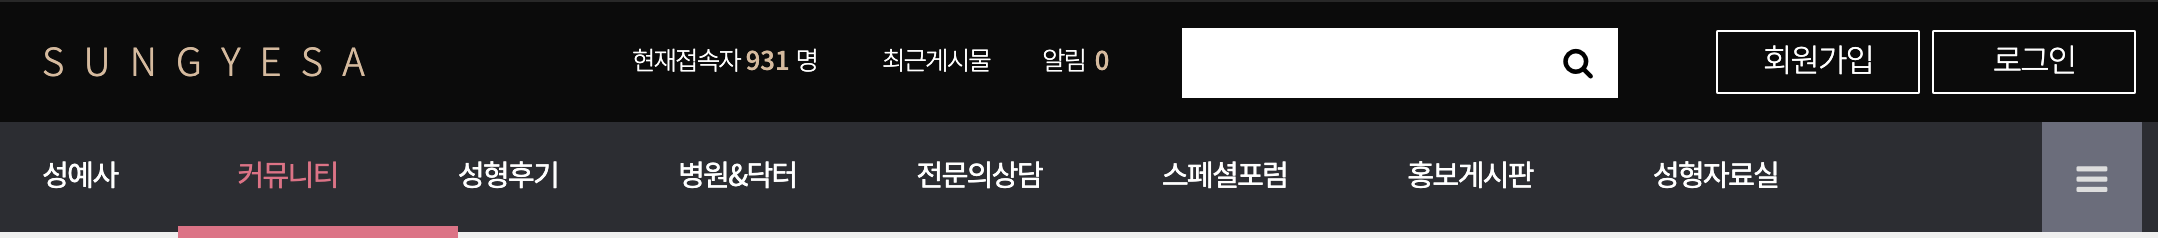 SUNGYESA 현재접속자 931 명 최근게시물 알림 0 회원가입 로그인
성예사 커뮤니티 성형후기 병원&닥터 전문의상담 스페셜포럼 홍보게시판 성형자료실